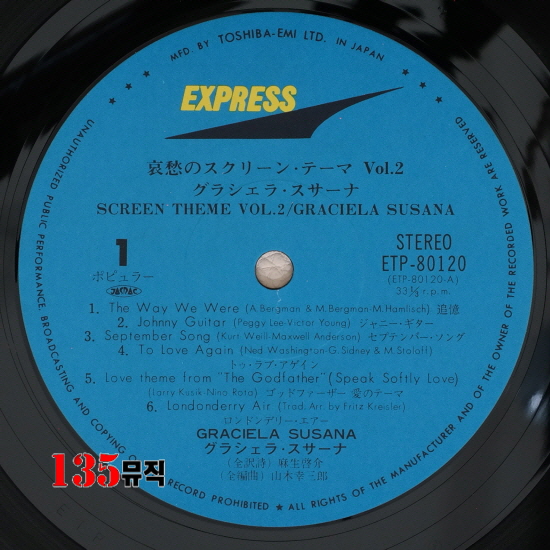 MFD. BY TOSHIBA-EMI LTD. IN JAPAN
EXPRESS
哀愁のスクリーン・テーマ Vol.2
グラシェラ・スサーナ
SCREEN THEME VOL.2/GRACIELA SUSANA
1
ポピュラー
STEREO
ETP-80120
(ETP-80120-A)
33⅓ r.p.m.
1. The Way We Were (A.Bergman & M.Bergman-M.Hamlisch) 追憶
2. Johnny Guitar (Peggy Lee-Victor Young) ジャニー・ギター
3. September Song (Kurt Weill-Maxwell Anderson) セプテンバー・ソング
4. To Love Again (Ned Washington-G.Sidney & M.Stoloff)
トゥ・ラブ・アゲイン
5. Love theme from "The Godfather" (Speak Softly Love)
(Larry Kusik-Nino Rota) ゴッドファーザー 愛のテーマ
6. Londonderry Air (Trad. Arr. by Fritz Kreisler)
ロンドンデリー・エアー
GRACIELA SUSANA
グラシェラ・スサーナ
(全訳詩) 麻生啓介
(全編曲) 山木幸三郎
UNAUTHORIZED PUBLIC PERFORMANCE, BROADCASTING AND COPYING OF RECORD PROHIBITED ★ ALL RIGHTS OF THE MANUFACTURER AND OF THE OWNER OF THE RECORDED WORK ARE RESERVED
135뮤직